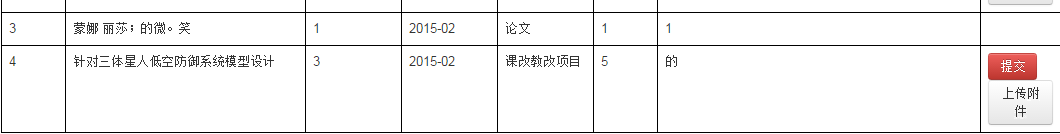 3 蒙娜 丽莎；的微。笑 1 2015-02 论文 1 1
4 针对三体星人低空防御系统模型设计 3 2015-02 课改教改项目 5 的 提交
上传附
件